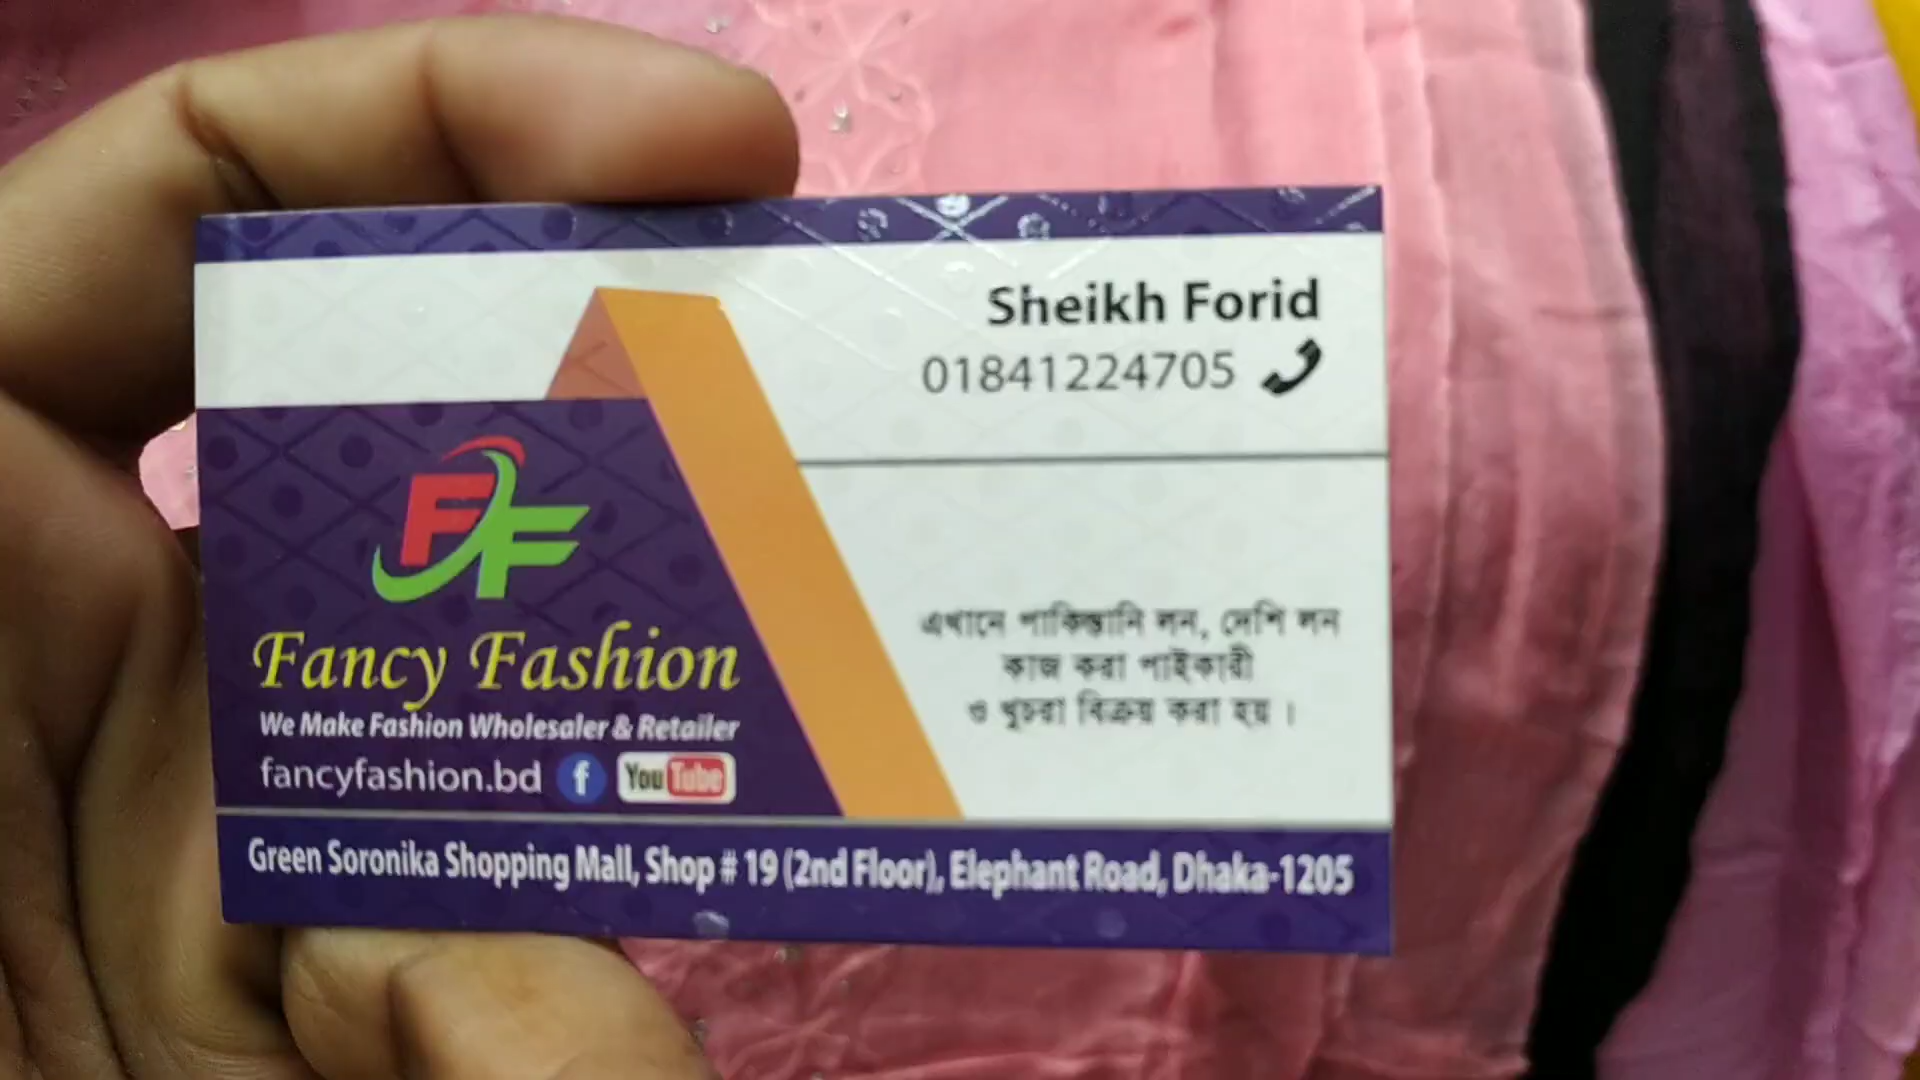 Sheikh Forid
01841224705
FF
Fancy Fashion
We Make Fashion Wholesaler & Retailer
fancyfashion.bd f YouTube
এখানে পাকিস্তানি লন, দেশি লন
কাজ করা পাইকারী
ও খুচরা বিক্রয় করা হয়।
Green Soronika Shopping Mall, Shop # 19 (2nd Floor), Elephant Road, Dhaka-1205